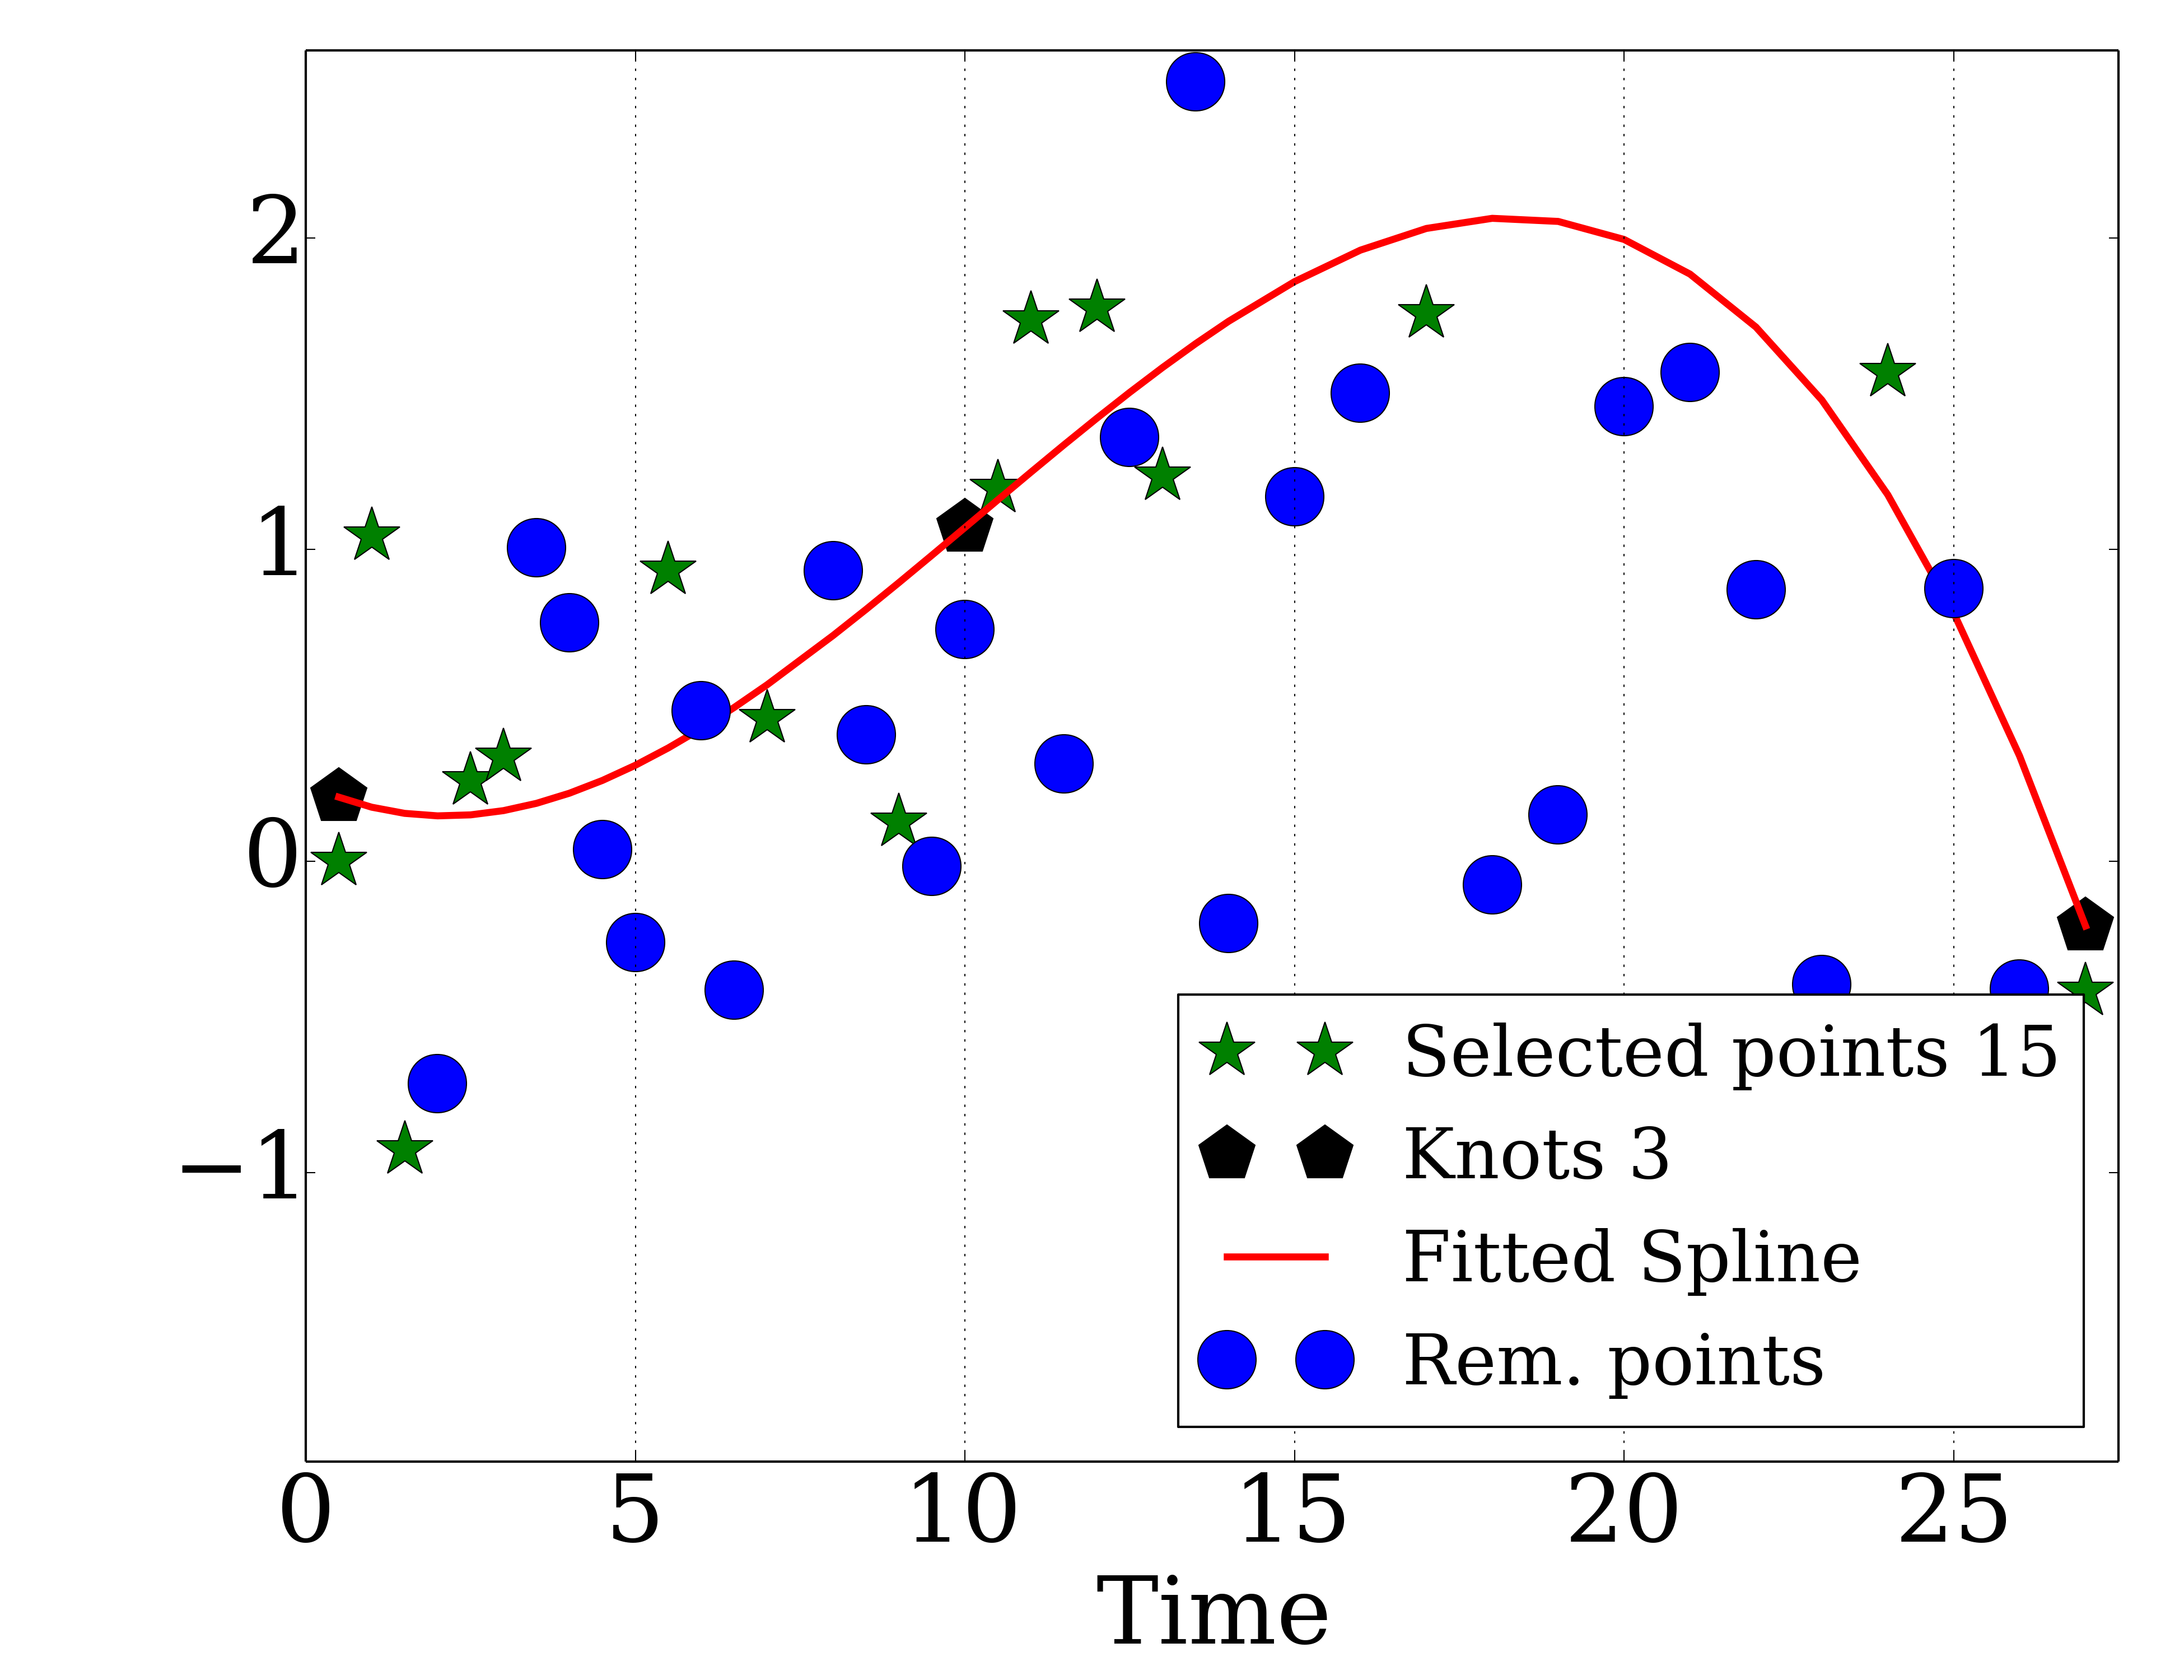 2
1
0
−1
0 5 10 15 20 25
Time
Selected points 15
Knots 3
Fitted Spline
Rem. points